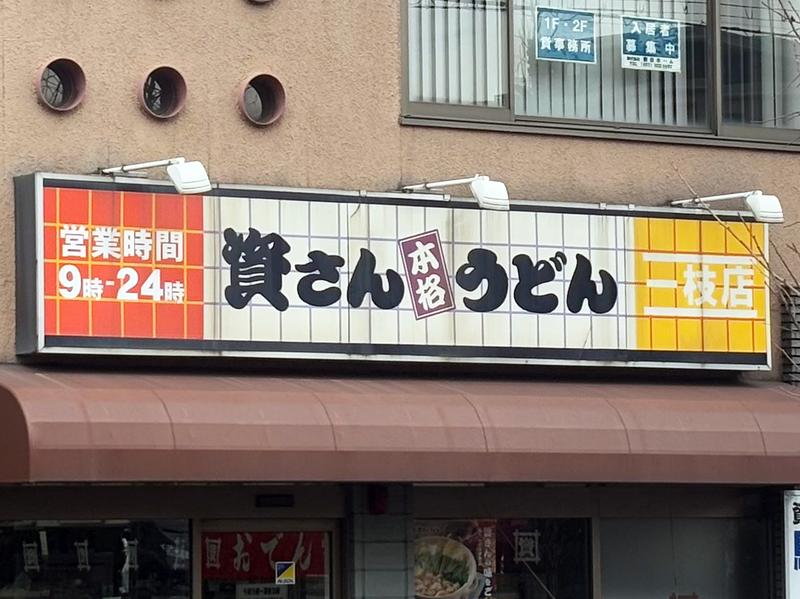 1F・2F
貸事務所
入居者
募集中
営業時間
9時-24時
資さん
本格
うどん
一枝店
おでん